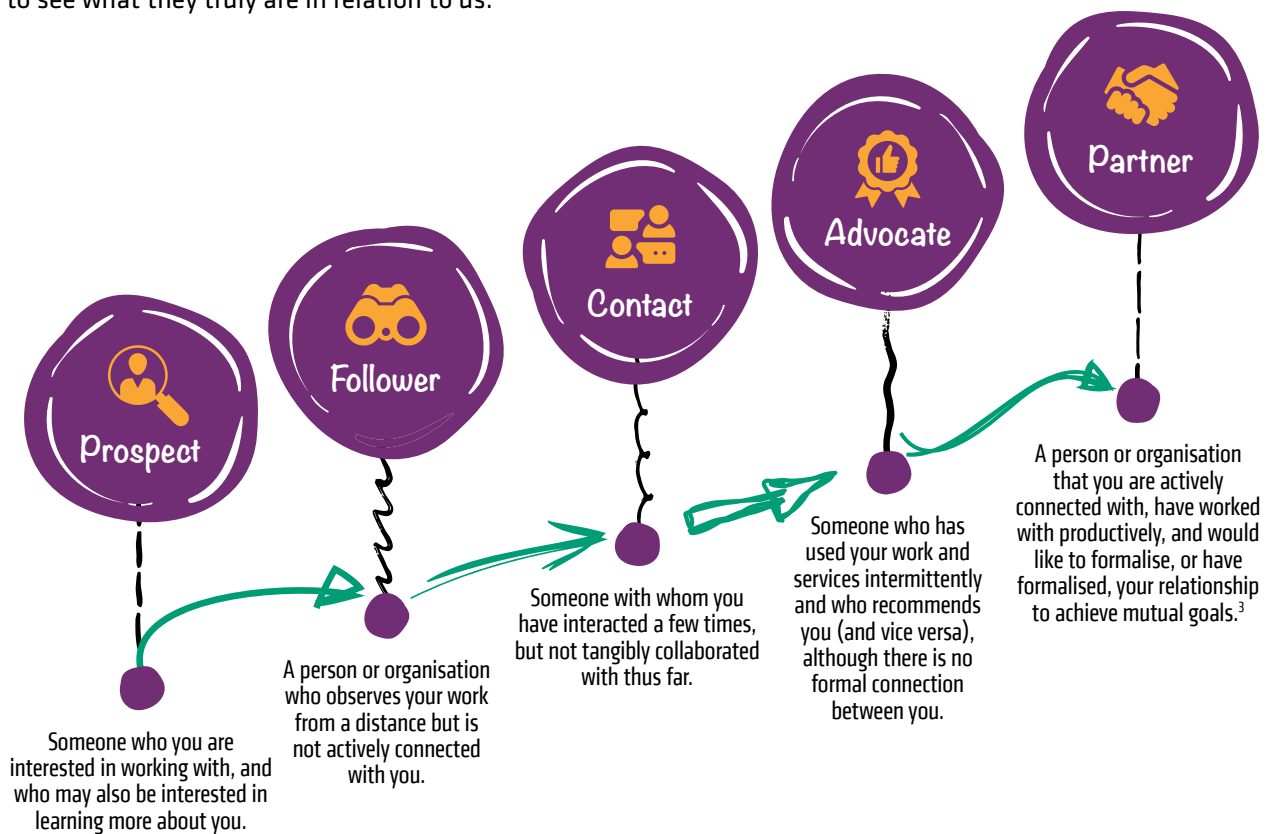 to see what they truly are in relation to us.
Prospect
Someone who you are
interested in working with, and
who may also be interested in
learning more about you.
Follower
A person or organisation
who observes your work
from a distance but is
not actively connected
with you.
Contact
Someone with whom you
have interacted a few times,
but not tangibly collaborated
with thus far.
Advocate
Someone who has
used your work and
services intermittently
and who recommends
you (and vice versa),
although there is no
formal connection
between you.
Partner
A person or organisation
that you are actively
connected with, have worked
with productively, and would
like to formalise, or have
formalised, your relationship
to achieve mutual goals.3